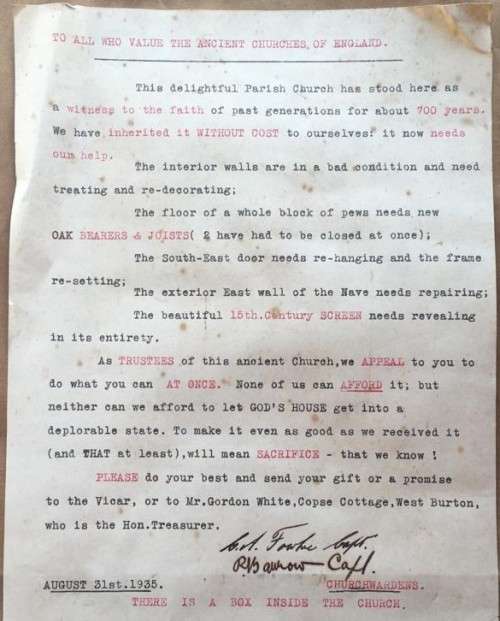 TO ALL WHO VALUE THE ANCIENT CHURCHES, OF ENGLAND.
This delightful Parish Church has stood here as
a witness to the faith of past generations for about 700 years.
We have inherited it WITHOUT COST to ourselves: it now needs
our help.
The interior walls are in a bad condition and need
treating and re-decorating;
The floor of a whole block of pews needs new
OAK BEARERS & JOISTS( 2 have had to be closed at once);
The South-East door needs re-hanging and the frame
re-setting;
The exterior East wall of the Nave needs repairing;
The beautiful 15th.Century SCREEN needs revealing
in its entirety.
As TRUSTEES of this ancient Church,we APPEAL to you to
do what you can AT ONCE. None of us can AFFORD it; but
neither can we afford to let GOD'S HOUSE get into a
deplorable state. To make it even as good as we received it
(and THAT at least),will mean SACRIFICE - that we know !
PLEASE do your best and send your gift or a promise
to the Vicar, or to Mr.Gordon White,Copse Cottage,West Burton,
who is the Hon.Treasurer.
Capt.
R Barrow - Capt.
AUGUST 31st.1935. CHURCHWARDENS.
THERE IS A BOX INSIDE THE CHURCH.